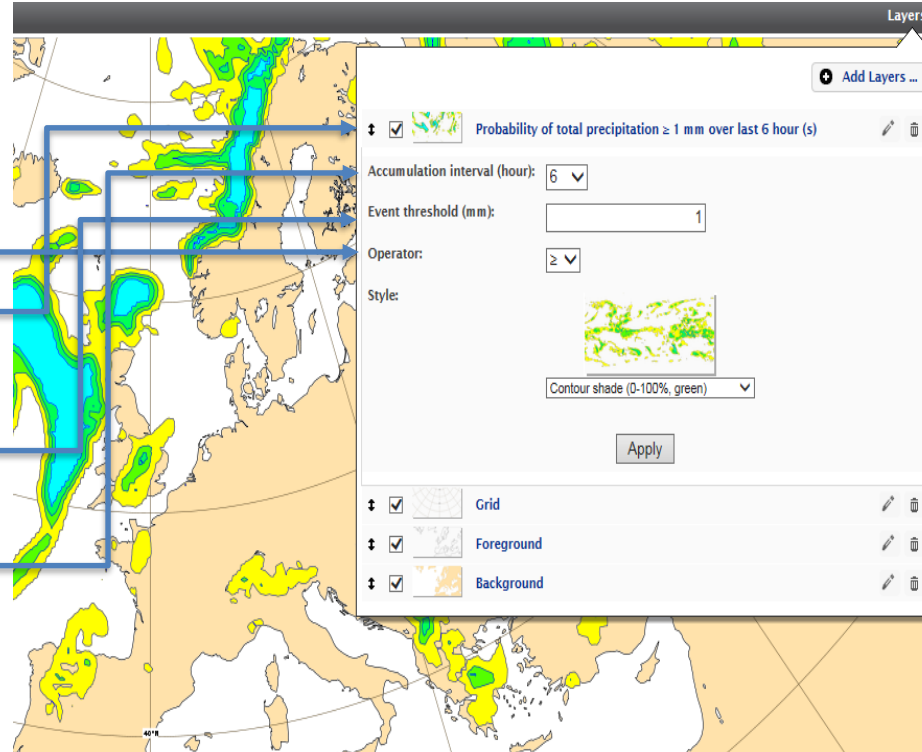 Layers
Add Layers ...
Probability of total precipitation ≥ 1 mm over last 6 hour (s)
Accumulation interval (hour): 6
Event threshold (mm): 1
Operator: ≥
Style:
Contour shade (0-100%, green)
Apply
Grid
Foreground
Background
40°N